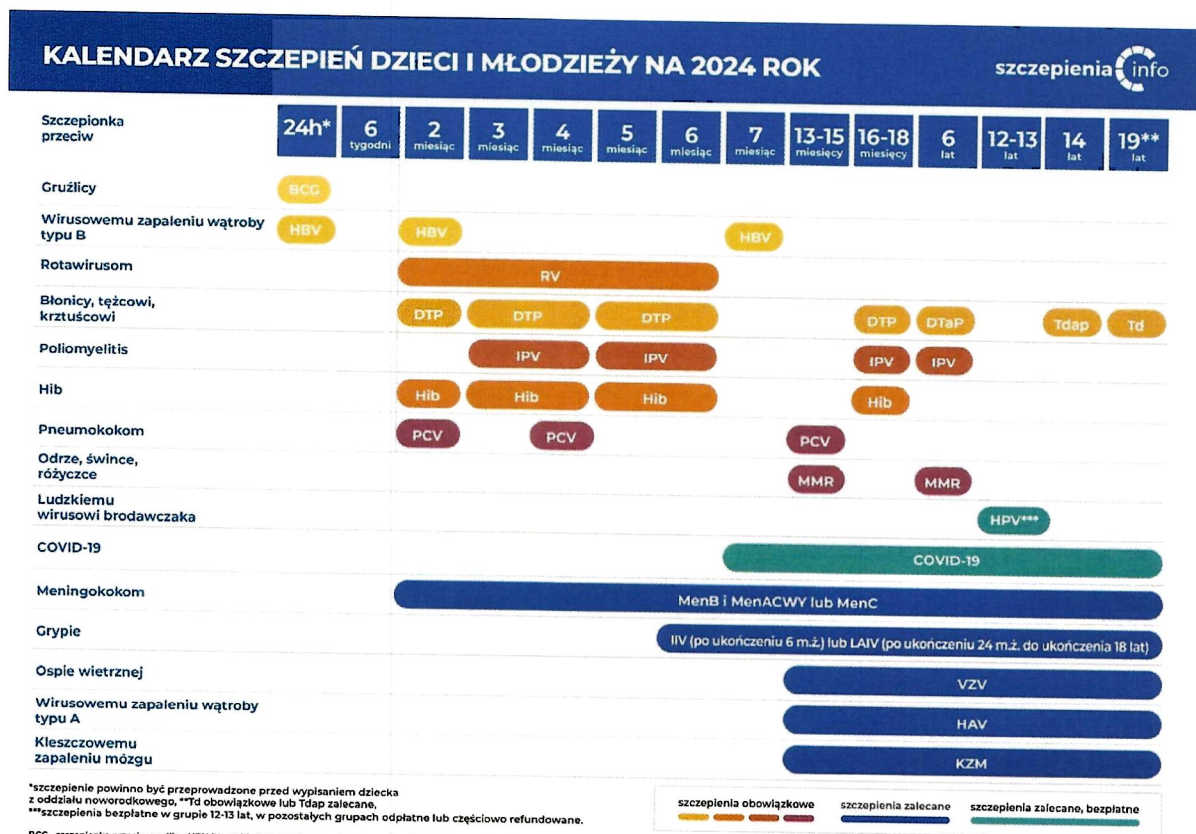 KALENDARZ SZCZEPIEŃ DZIECI I MŁODZIEŻY NA 2024 ROK
szczepienia info
Szczepionka
przeciw
24h* 6 2 3 4 5 6 7 13-15 16-18 6 12-13 14 19**
tygodni miesiąc miesiąc miesiąc miesiąc miesiąc miesiąc miesięcy miesięcy lat lat lat lat
Gruźlicy BCG
Wirusowemu zapaleniu wątroby
typu B HBV HBV HBV
Rotawirusom RV
Błonicy, tężcowi,
krztuścowi DTP DTP DTP DTP DTaP Tdap Td
Poliomyelitis IPV IPV IPV IPV
Hib Hib Hib Hib Hib
Pneumokokom PCV PCV PCV
Odrze, śwince,
różyczce MMR MMR
Ludzkiemu
wirusowi brodawczaka HPV***
COVID-19 COVID-19
Meningokokom MenB i MenACWY lub MenC
Grypie IIV (po ukończeniu 6 m.ż.) lub LAIV (po ukończeniu 24 m.ż. do ukończenia 18 lat)
Ospie wietrznej VZV
Wirusowemu zapaleniu wątroby
typu A HAV
Kleszczowemu
zapaleniu mózgu KZM
*szczepienie powinno być przeprowadzone przed wypisaniem dziecka
z oddziału noworodkowego, **Td obowiązkowe lub Tdap zalecane,
***szczepienia bezpłatne w grupie 12-13 lat, w pozostałych grupach odpłatne lub częściowo refundowane.
szczepienia obowiązkowe szczepienia zalecane szczepienia zalecane, bezpłatne